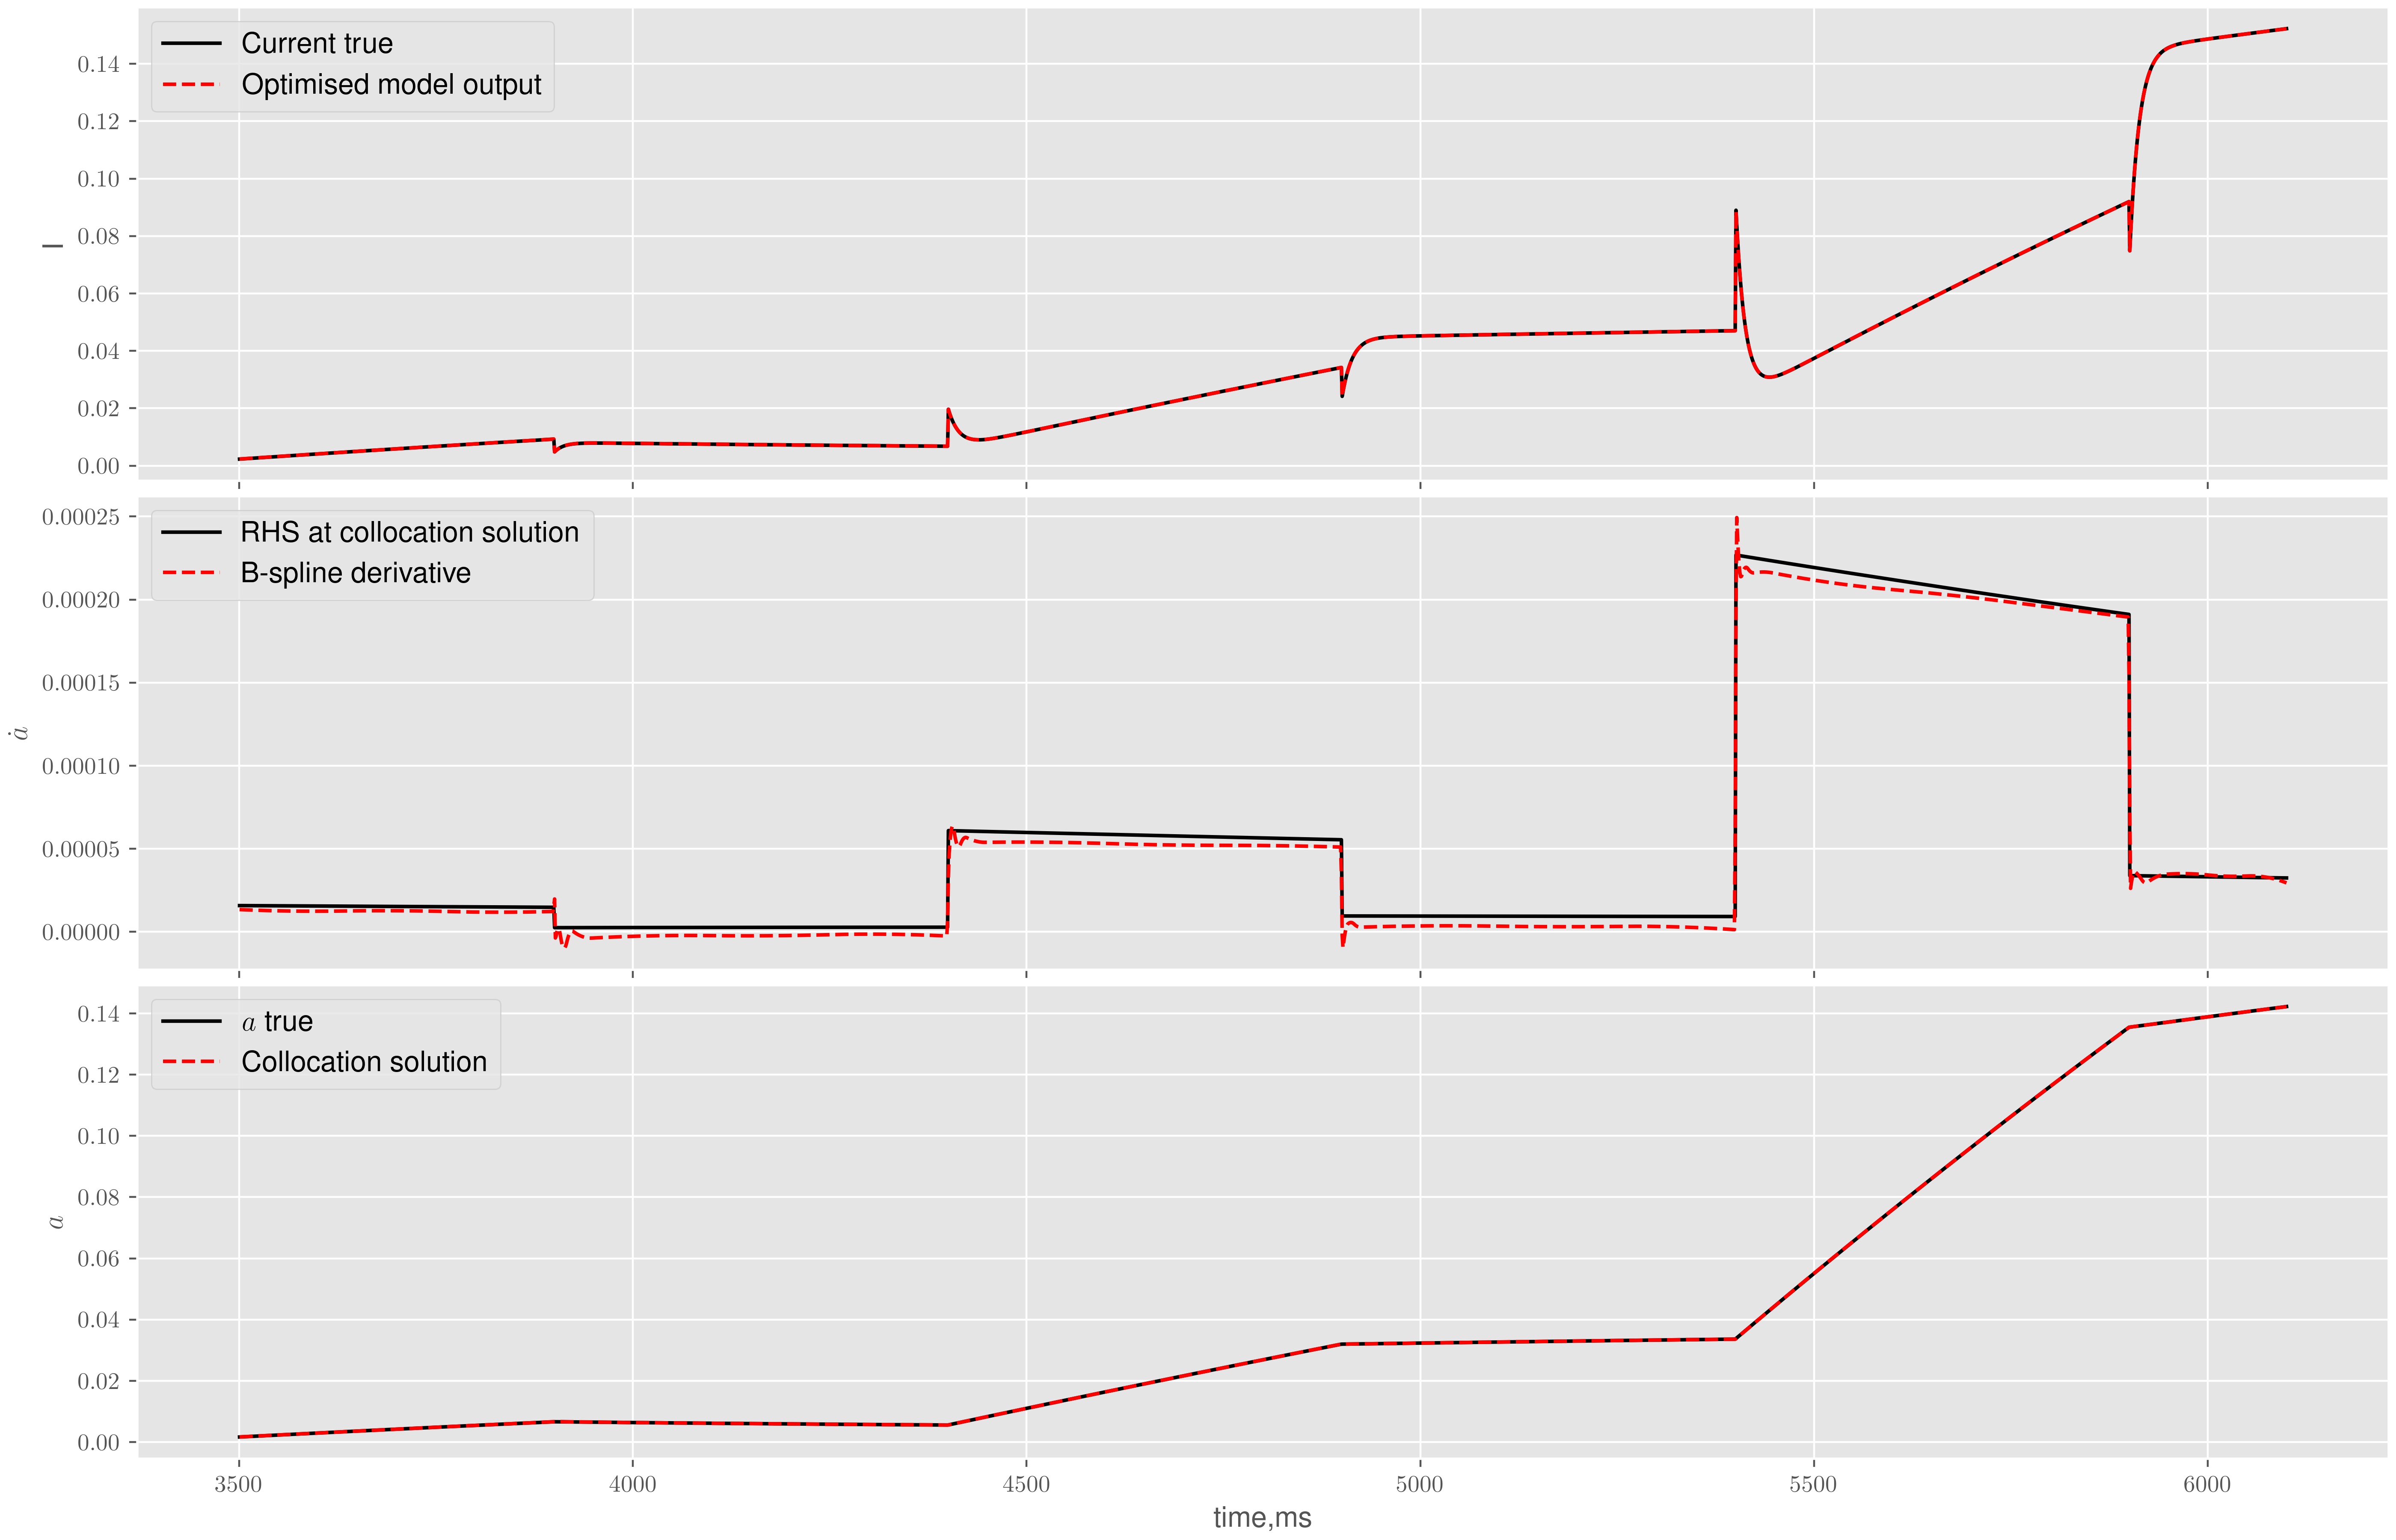 Current true
Optimised model output
0.14
0.12
0.10
0.08
0.06
0.04
0.02
0.00
I
RHS at collocation solution
B-spline derivative
0.00025
0.00020
0.00015
0.00010
0.00005
0.00000
ȧ
a true
Collocation solution
0.14
0.12
0.10
0.08
0.06
0.04
0.02
0.00
a
3500 4000 4500 5000 5500 6000
time,ms